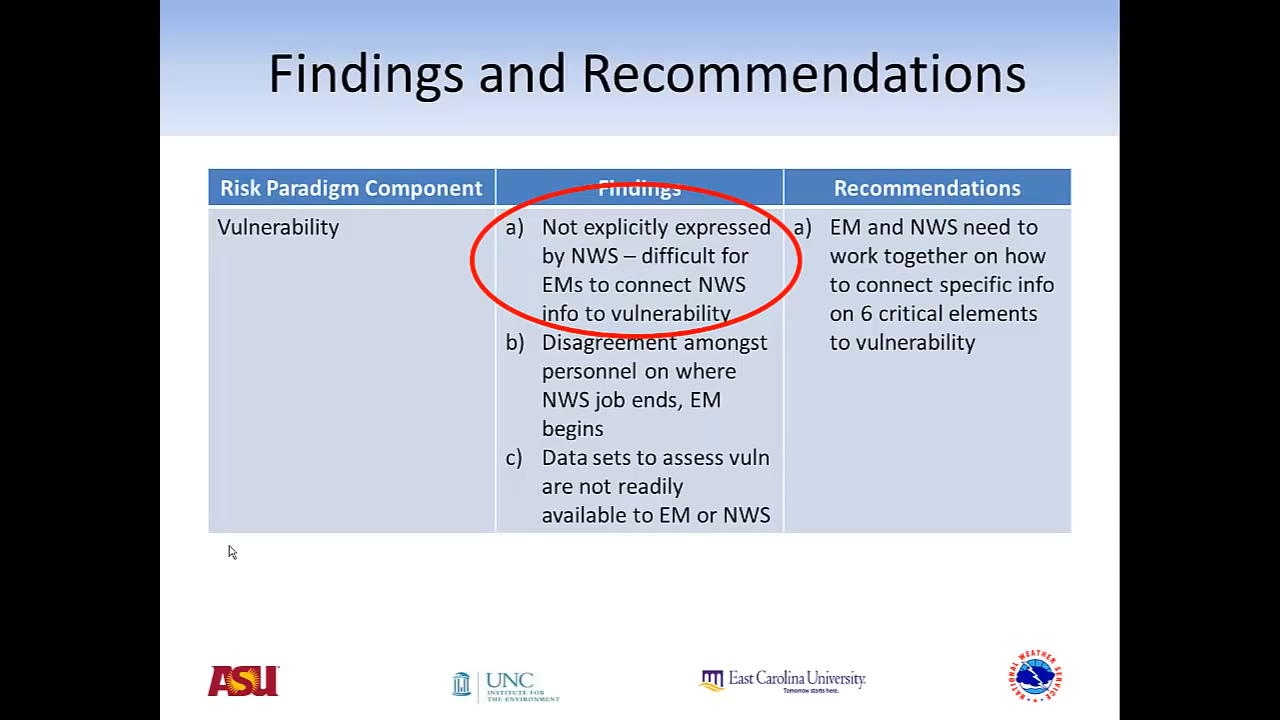 Findings and Recommendations
Risk Paradigm Component
Findings
Recommendations
Vulnerability
a) Not explicitly expressed
by NWS – difficult for
EMs to connect NWS
info to vulnerability
b) Disagreement amongst
personnel on where
NWS job ends, EM
begins
c) Data sets to assess vuln
are not readily
available to EM or NWS
a) EM and NWS need to
work together on how
to connect specific info
on 6 critical elements
to vulnerability
ASU
UNC
INSTITUTE FOR
THE ENVIRONMENT
East Carolina University.
Tomorrow starts here.
NATIONAL WEATHER SERVICE